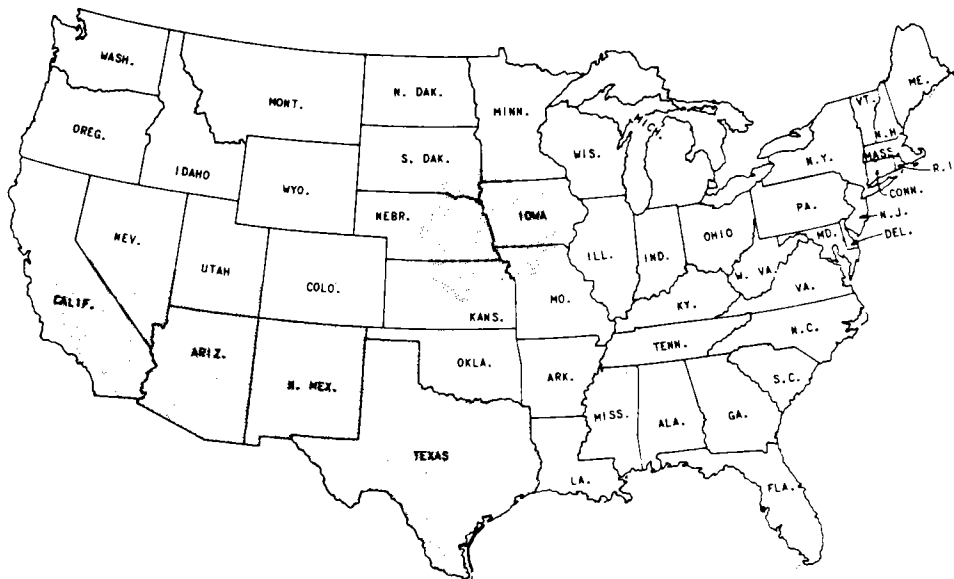 WASH.
MONT.
N. DAK.
MINN.
ME.
VT.
OREG.
N.H.
MICH.
IDAHO
S. DAK.
WIS.
N.Y.
MASS.
R.I
WYO.
CONN.
NEBR.
IOWA
PA.
N.J.
NEV.
OHIO
MD.
DEL.
UTAH
COLO.
ILL.
IND.
W. VA.
VA.
CALIF.
KANS.
MO.
KY.
N.C.
ARIZ.
OKLA.
TENN.
N. MEX.
ARK.
S.C.
MISS.
ALA.
GA.
TEXAS
LA.
FLA.